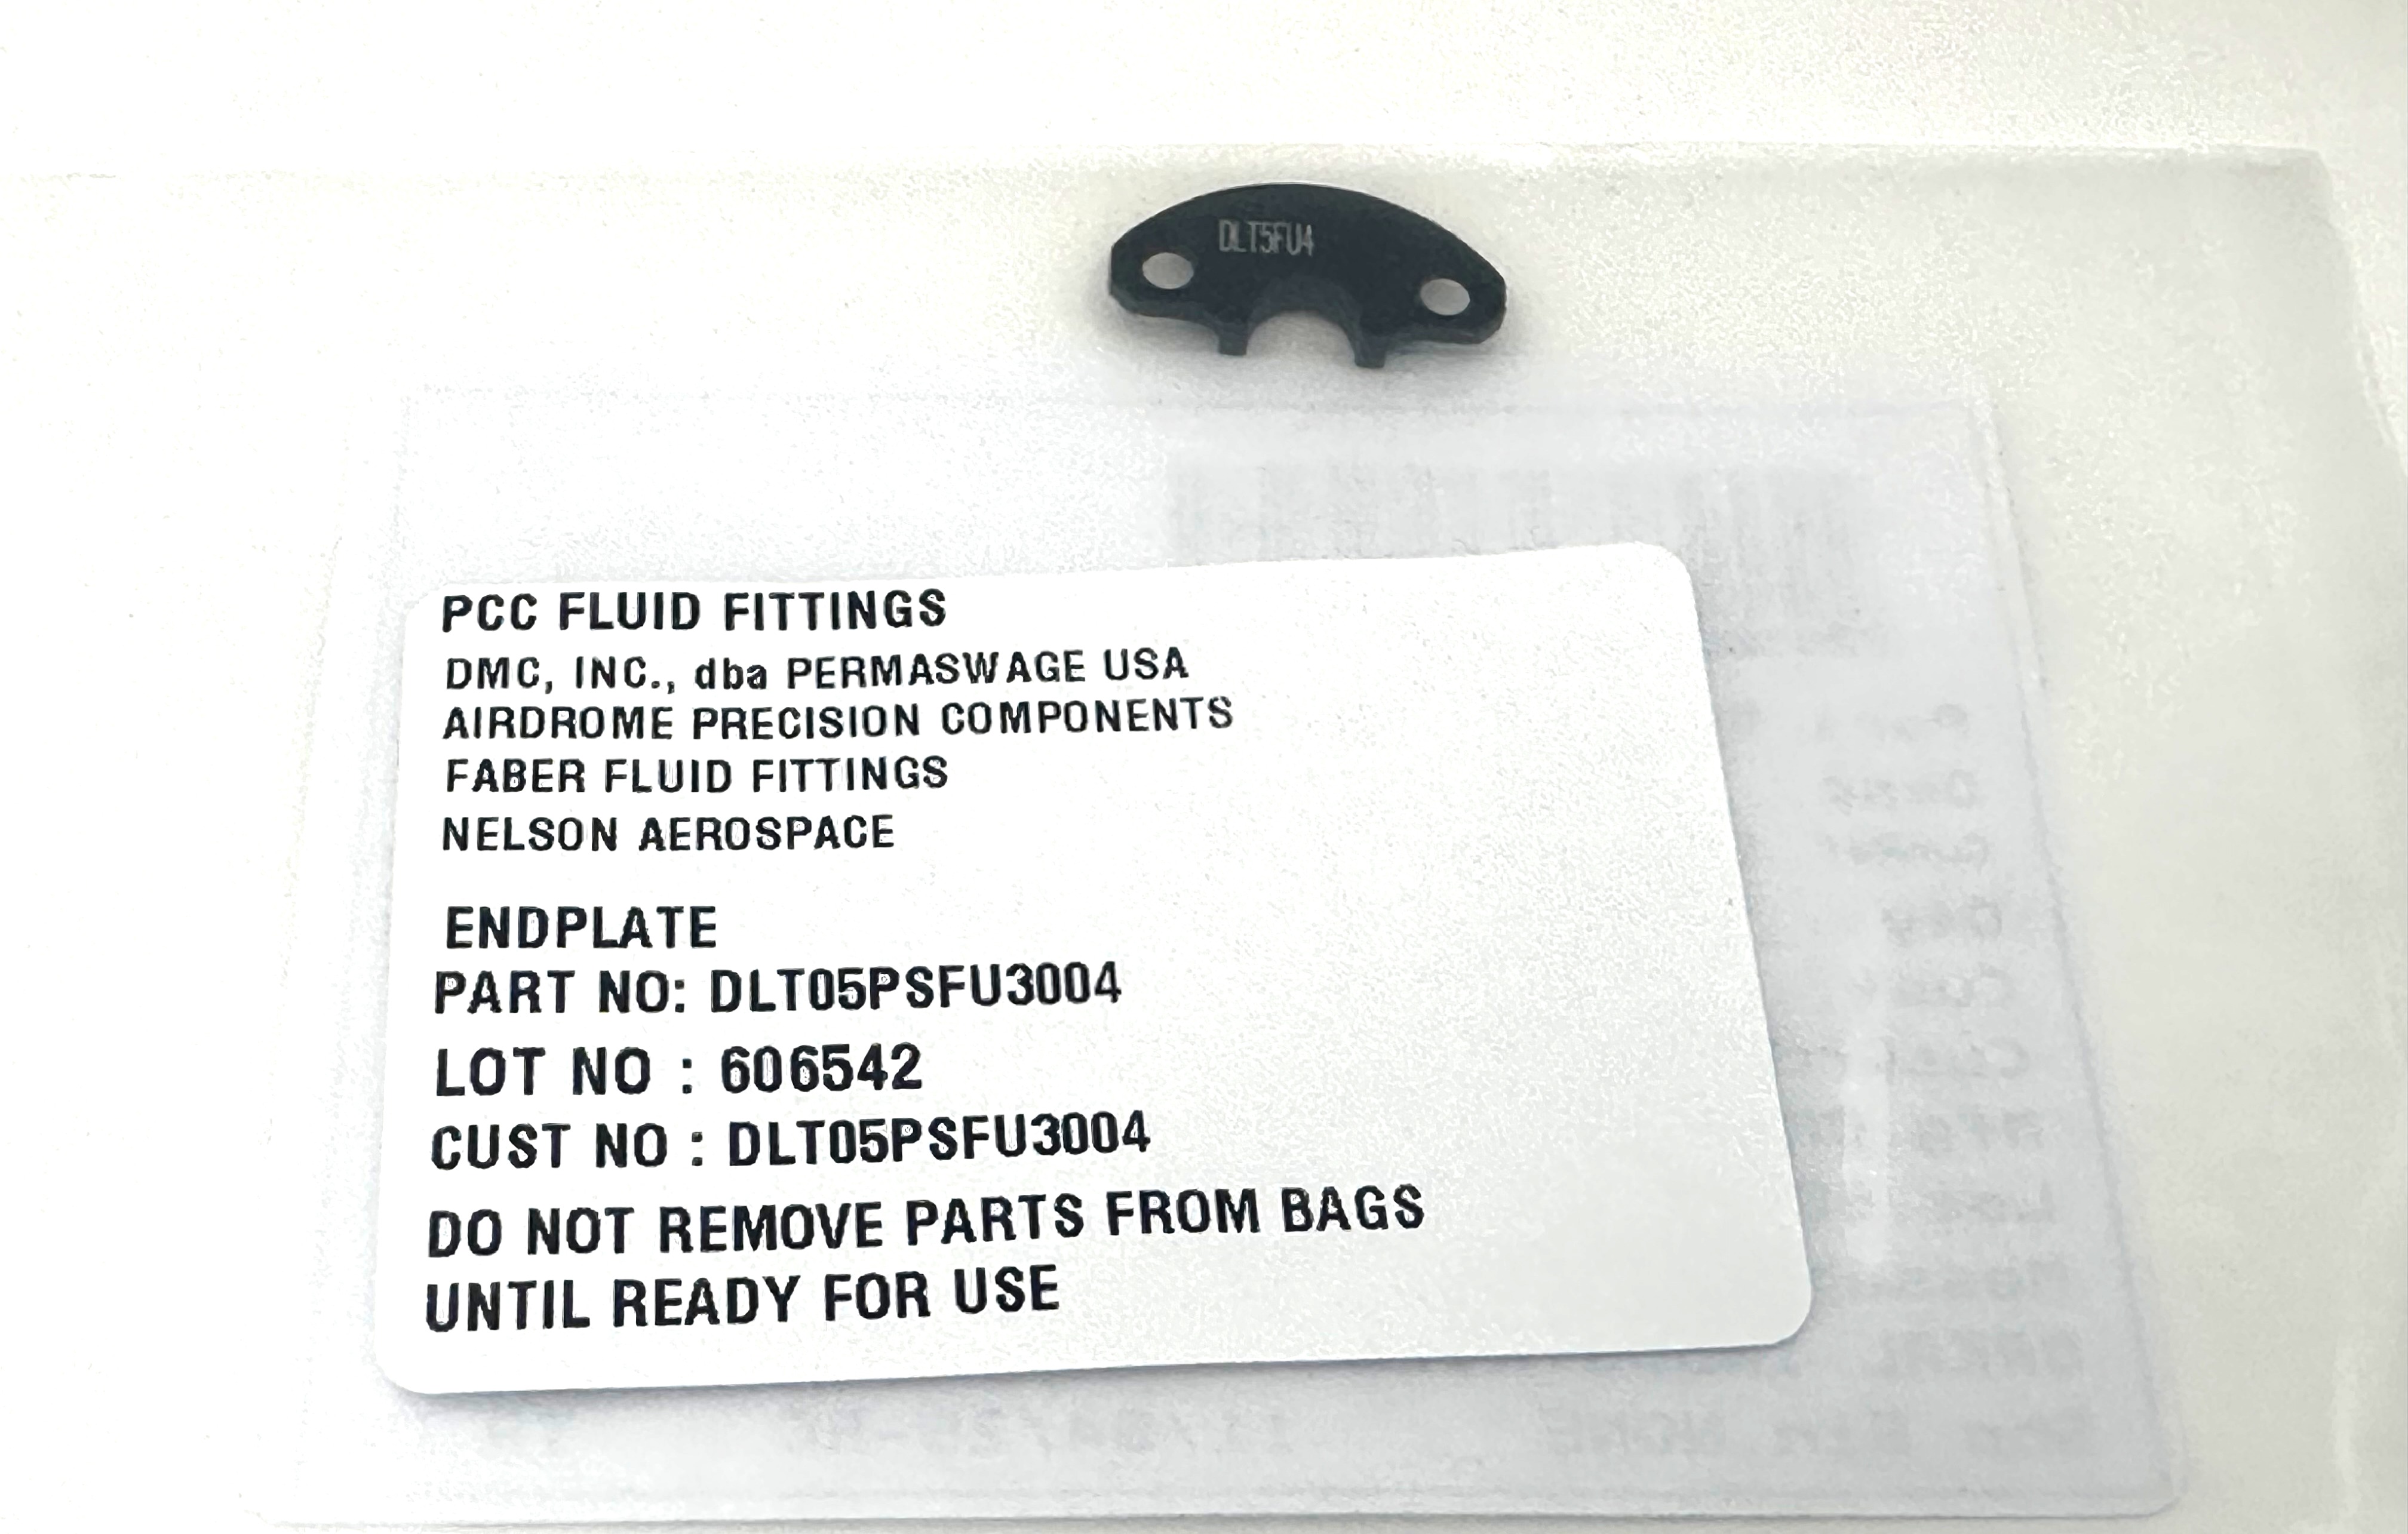 DLT5FU4
PCC FLUID FITTINGS
DMC, INC., dba PERMASWAGE USA
AIRDROME PRECISION COMPONENTS
FABER FLUID FITTINGS
NELSON AEROSPACE
ENDPLATE
PART NO: DLT05PSFU3004
LOT NO : 606542
CUST NO : DLT05PSFU3004
DO NOT REMOVE PARTS FROM BAGS
UNTIL READY FOR USE